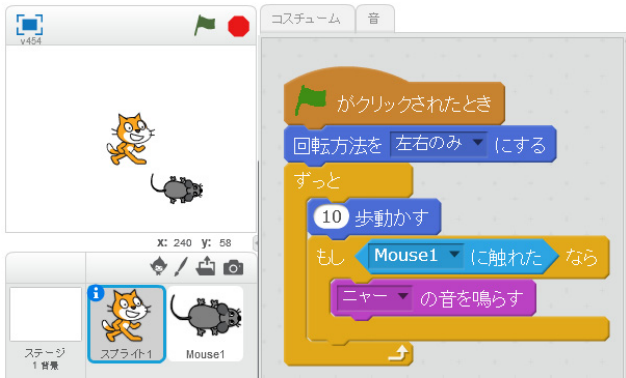 v454
x: 240 y: 58
ステージ
1 背景
スプライト1
Mouse1
コスチューム 音
がクリックされたとき
回転方法を 左右のみ にする
ずっと
10 歩動かす
もし Mouse1 に触れた なら
ニャー の音を鳴らす